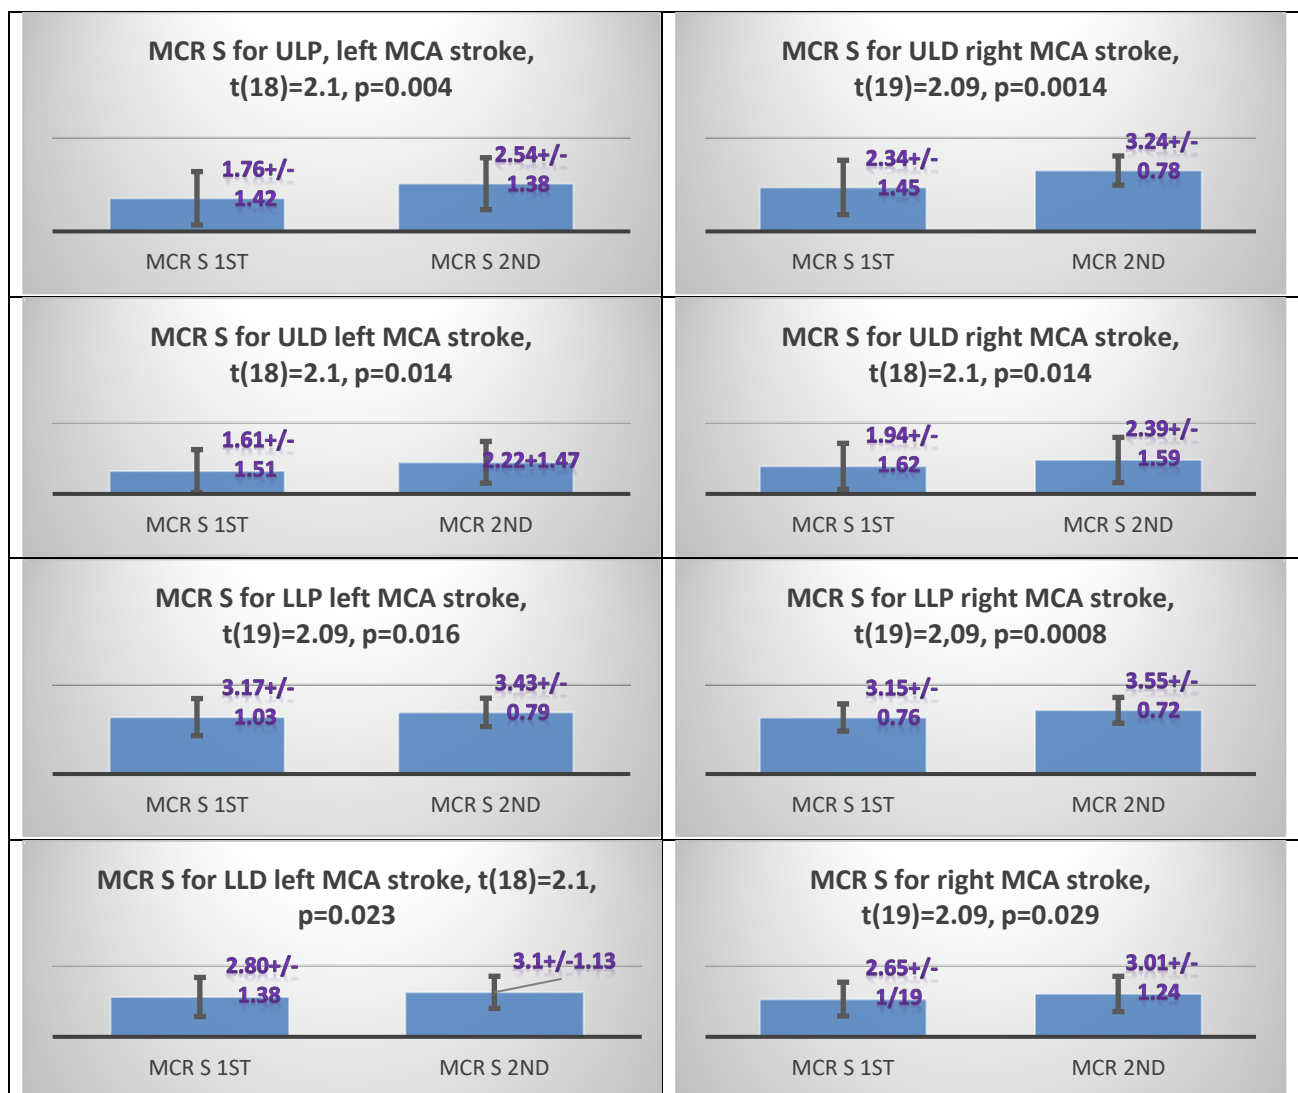 MCR S for ULP, left MCA stroke,
t(18)=2.1, p=0.004
1.76+/-
1.42
2.54+/-
1.38
MCR S 1ST
MCR S 2ND
MCR S for ULD right MCA stroke,
t(19)=2.09, p=0.0014
2.34+/-
1.45
3.24+/-
0.78
MCR S 1ST
MCR 2ND
MCR S for ULD left MCA stroke,
t(18)=2.1, p=0.014
1.61+/-
1.51
2.22+1.47
MCR S 1ST
MCR 2ND
MCR S for ULD right MCA stroke,
t(18)=2.1, p=0.014
1.94+/-
1.62
2.39+/-
1.59
MCR S 1ST
MCR S 2ND
MCR S for LLP left MCA stroke,
t(19)=2.09, p=0.016
3.17+/-
1.03
3.43+/-
0.79
MCR S 1ST
MCR S 2ND
MCR S for LLP right MCA stroke,
t(19)=2,09, p=0.0008
3.15+/-
0.76
3.55+/-
0.72
MCR S 1ST
MCR 2ND
MCR S for LLD left MCA stroke, t(18)=2.1,
p=0.023
2.80+/-
1.38
3.1+/-1.13
MCR S 1ST
MCR S 2ND
MCR S for right MCA stroke,
t(19)=2.09, p=0.029
2.65+/-
1/19
3.01+/-
1.24
MCR S 1ST
MCR 2ND